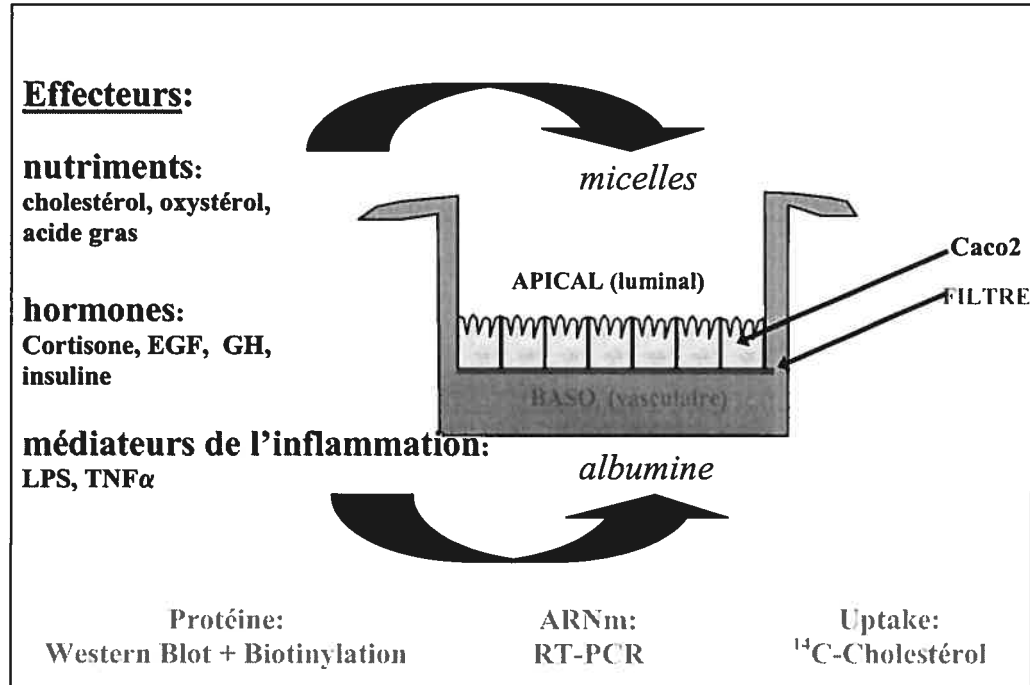 Effecteurs:
nutriments:
cholestérol, oxystérol,
acide gras
hormones:
Cortisone, EGF, GH,
insuline
médiateurs de l'inflammation:
LPS, TNFα
micelles
APICAL (luminal)
Caco2
FILTRE
BASO, (vasculaire)
albumine
Protéine:
Western Blot + Biotinylation
ARNm:
RT-PCR
Uptake:
¹⁴C-Cholestérol